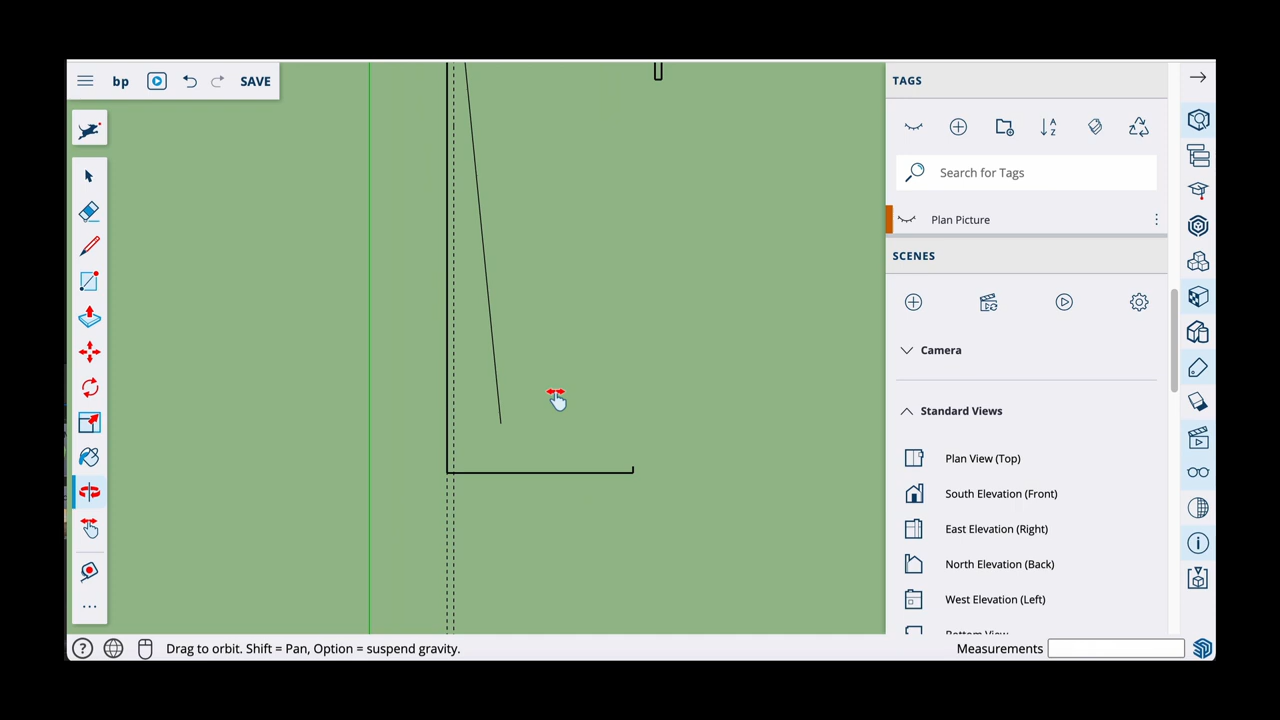 bp
SAVE
TAGS
A
Z
Search for Tags
Plan Picture
SCENES
Camera
Standard Views
Plan View (Top)
South Elevation (Front)
East Elevation (Right)
North Elevation (Back)
West Elevation (Left)
Drag to orbit. Shift = Pan, Option = suspend gravity.
Measurements